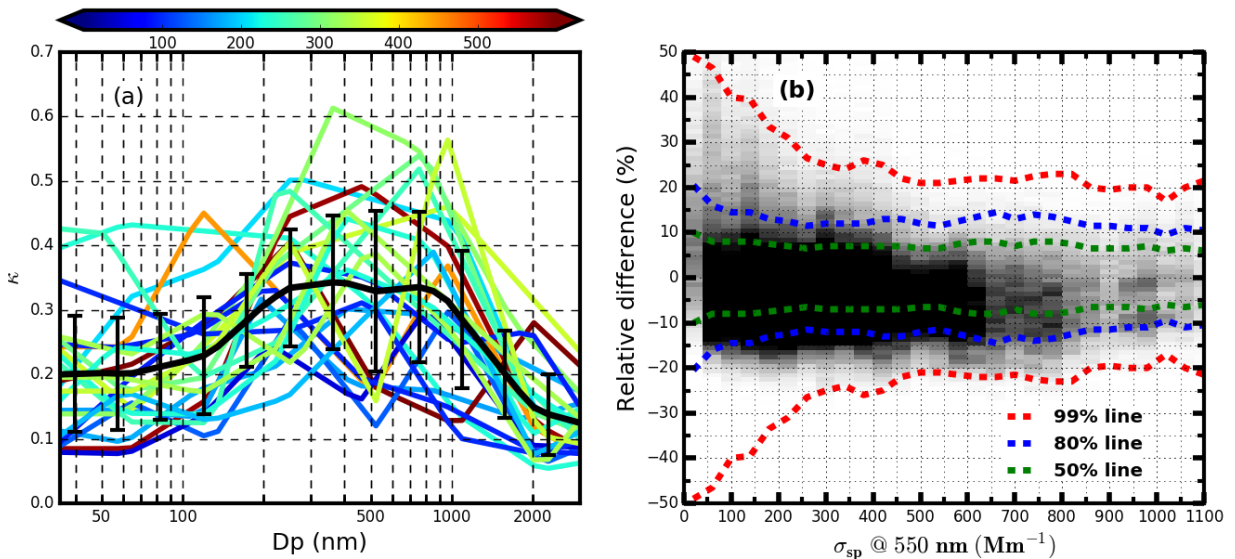 100 200 300 400 500
0.7
0.6
0.5
0.4
0.3
0.2
0.1
0.0
κ
(a)
50 100 200 500 1000 2000
Dp (nm)
50
40
30
20
10
0
−10
−20
−30
−40
−50
Relative difference (%)
(b)
99% line
80% line
50% line
0 100 200 300 400 500 600 700 800 900 1000 1100
σsp @ 550 nm (Mm⁻¹)